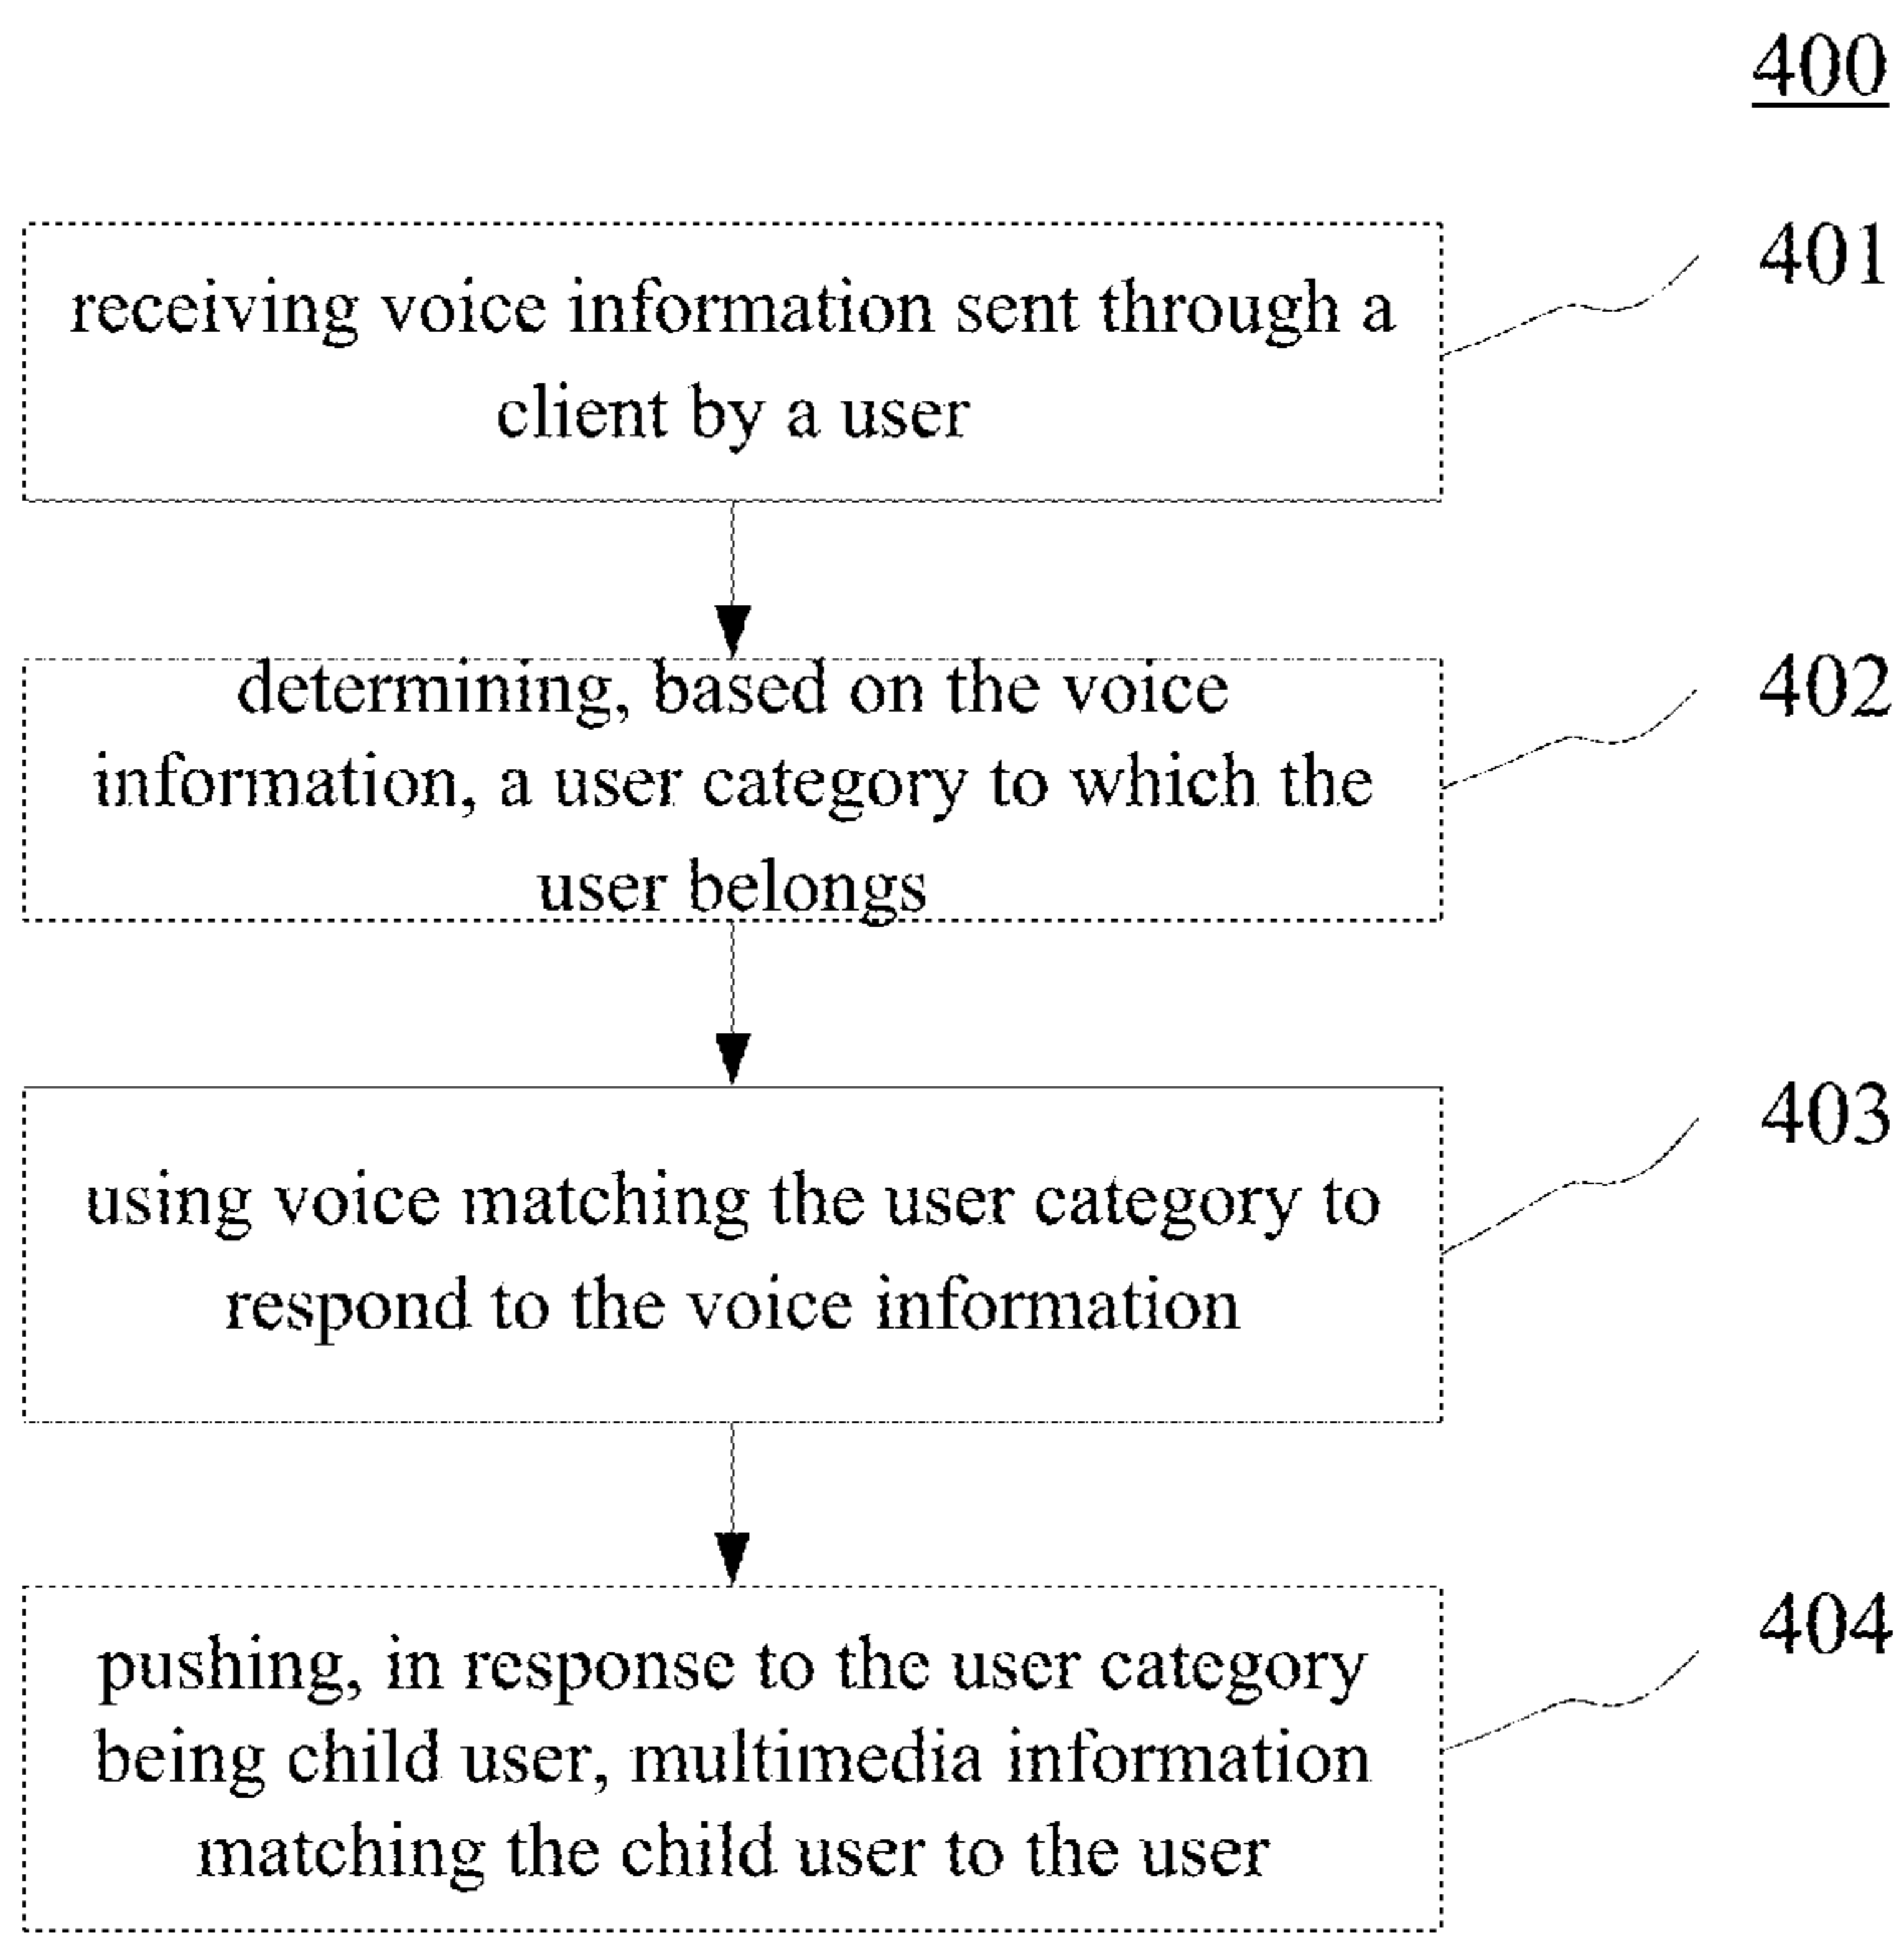 400
401
receiving voice information sent through a
client by a user
402
determining, based on the voice
information, a user category to which the
user belongs
403
using voice matching the user category to
respond to the voice information
404
pushing, in response to the user category
being child user, multimedia information
matching the child user to the user